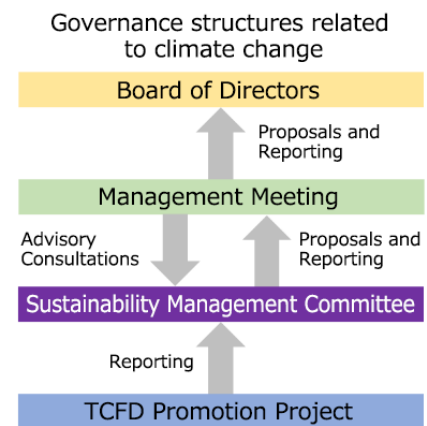 Governance structures related
to climate change
Board of Directors
Proposals and
Reporting
Management Meeting
Advisory
Consultations
Proposals and
Reporting
Sustainability Management Committee
Reporting
TCFD Promotion Project